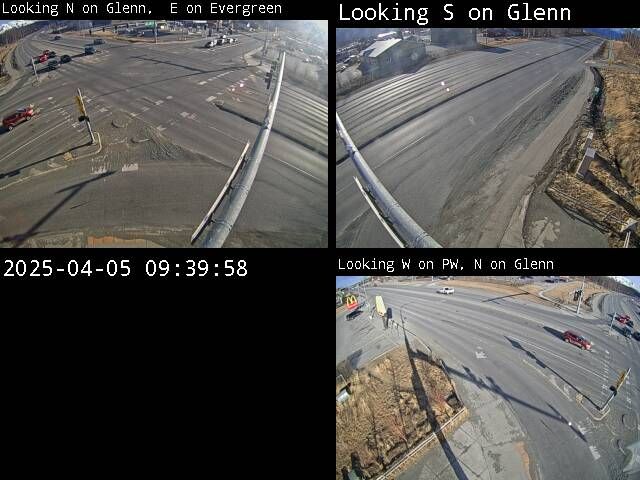 Looking N on Glenn,  E on Evergreen
Looking S on Glenn
2025-04-05 09:39:58
Looking W on PW, N on Glenn